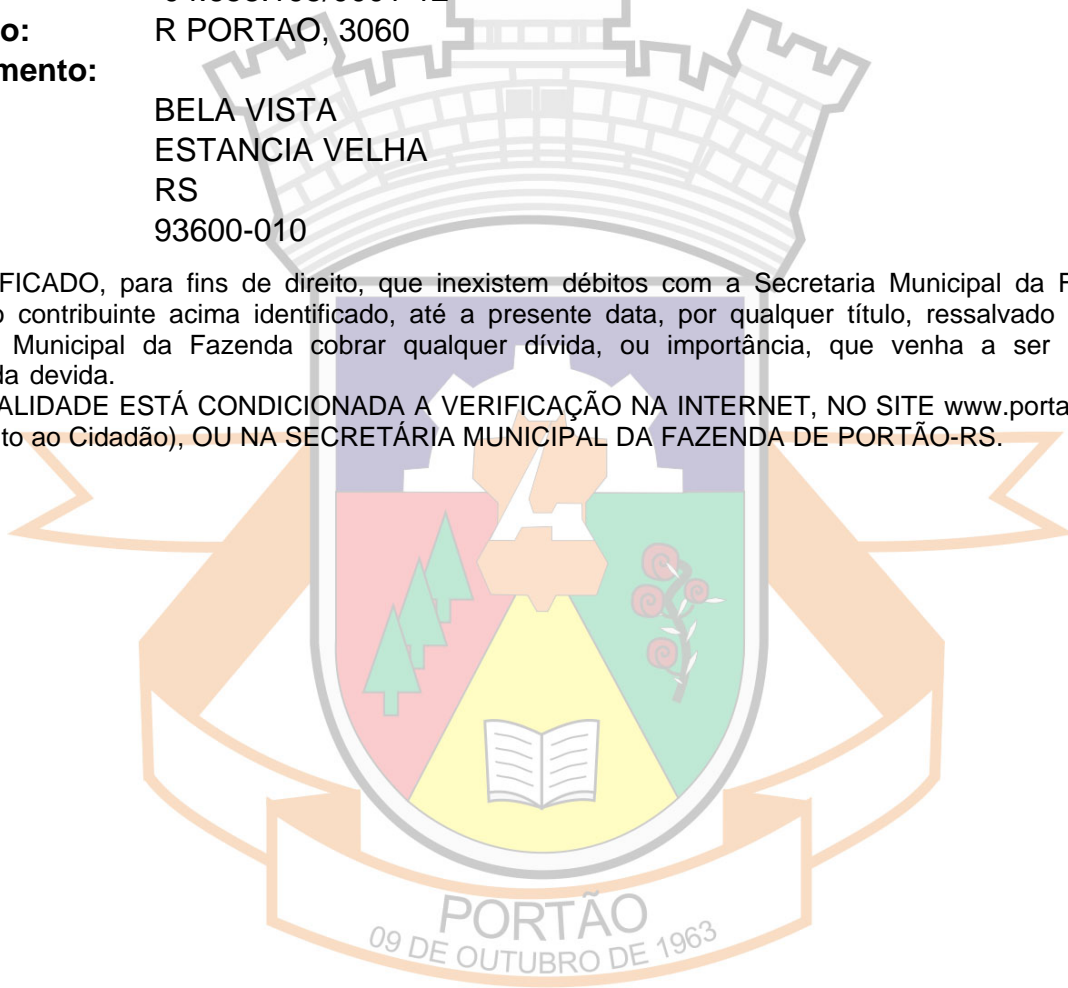 o: R PORTAO, 3060
mento:
BELA VISTA
ESTANCIA VELHA
RS
93600-010
FICADO, para fins de direito, que inexistem débitos com a Secretaria Municipal da F
o contribuinte acima identificado, até a presente data, por qualquer título, ressalvado
Municipal da Fazenda cobrar qualquer dívida, ou importância, que venha a ser
da devida.
ALIDADE ESTÁ CONDICIONADA A VERIFICAÇÃO NA INTERNET, NO SITE www.porta
to ao Cidadão), OU NA SECRETÁRIA MUNICIPAL DA FAZENDA DE PORTÃO-RS.
PORTÃO
09 DE OUTUBRO DE 1963